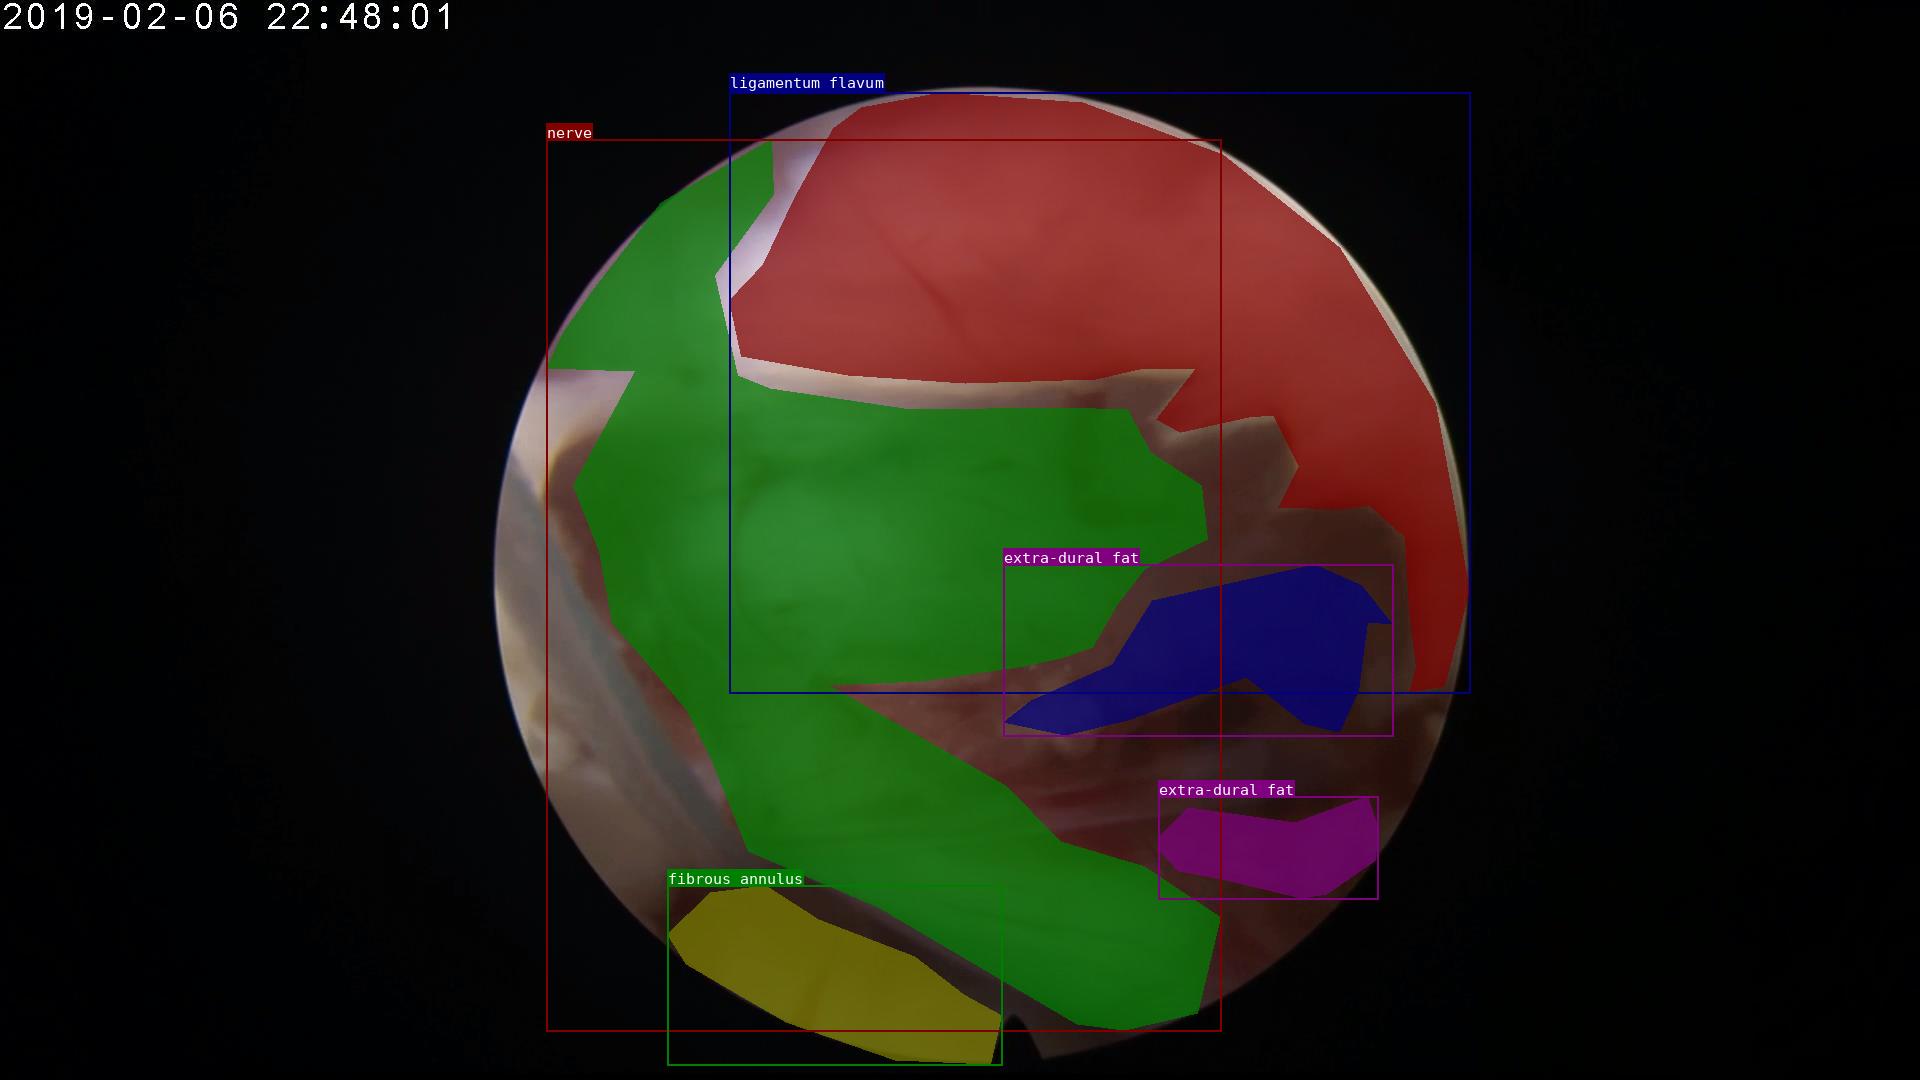 2019-02-06 22:48:01
ligamentum flavum
nerve
extra-dural fat
extra-dural fat
fibrous annulus